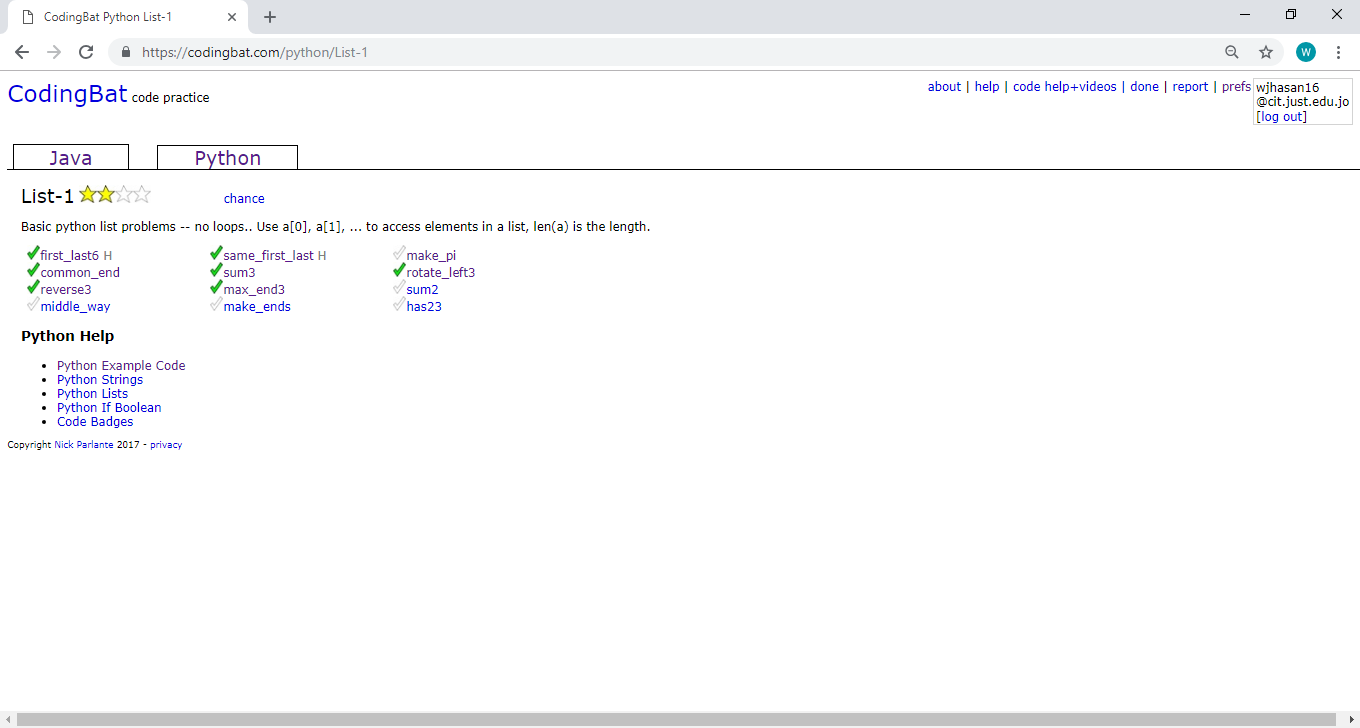 CodingBat Python List-1
https://codingbat.com/python/List-1
W
CodingBat code practice
about | help | code help+videos | done | report | prefs
wjhasan16
@cit.just.edu.jo
[log out]
Java
Python
List-1
chance
Basic python list problems -- no loops.. Use a[0], a[1], ... to access elements in a list, len(a) is the length.
first_last6 H same_first_last H make_pi
common_end sum3 rotate_left3
reverse3 max_end3 sum2
middle_way make_ends has23
Python Help
Python Example Code
Python Strings
Python Lists
Python If Boolean
Code Badges
Copyright Nick Parlante 2017 - privacy